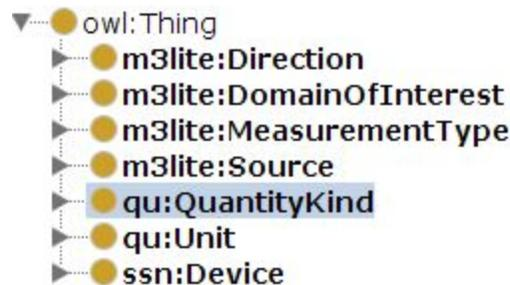 owl:Thing
m3lite:Direction
m3lite:DomainOfInterest
m3lite:MeasurementType
m3lite:Source
qu:QuantityKind
qu:Unit
ssn:Device